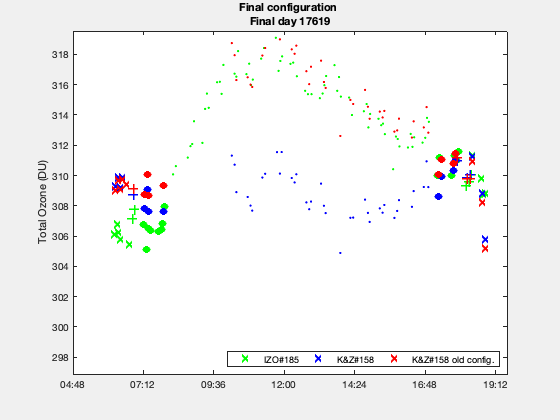 Final configuration
Final day 17619
Total Ozone (DU)
318
316
314
312
310
308
306
304
302
300
298
IZO#185 K&Z#158 K&Z#158 old config.
04:48 07:12 09:36 12:00 14:24 16:48 19:12